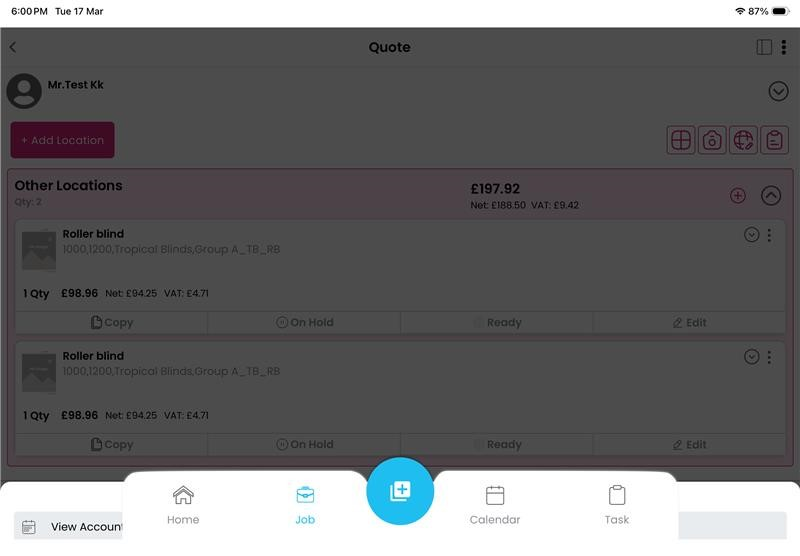 6:00 PM Tue 17 Mar
87%
Quote
Mr.Test Kk
+ Add Location
Other Locations
Qty: 2
£197.92
Net: £188.50 VAT: £9.42
Roller blind
1000,1200,Tropical Blinds,Group A_TB_RB
1 Qty £98.96 Net: £94.25 VAT: £4.71
Copy On Hold Ready Edit
Roller blind
1000,1200,Tropical Blinds,Group A_TB_RB
1 Qty £98.96 Net: £94.25 VAT: £4.71
Copy On Hold Ready Edit
Home Job Calendar Task
View Account